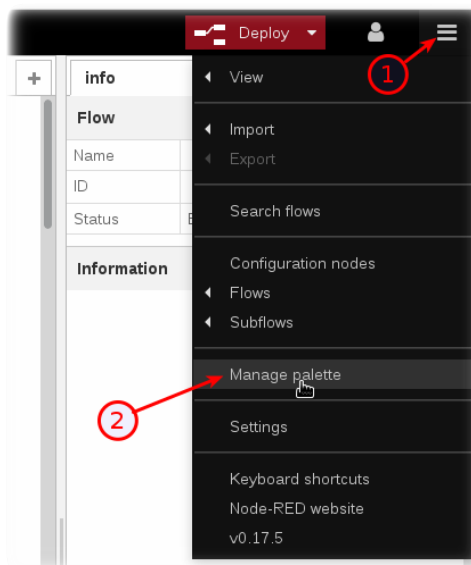 Deploy
1
+
info
View
Flow
Import
Name
Export
ID
Status
Search flows
Information
Configuration nodes
Flows
Subflows
Manage palette
2
Settings
Keyboard shortcuts
Node-RED website
v0.17.5